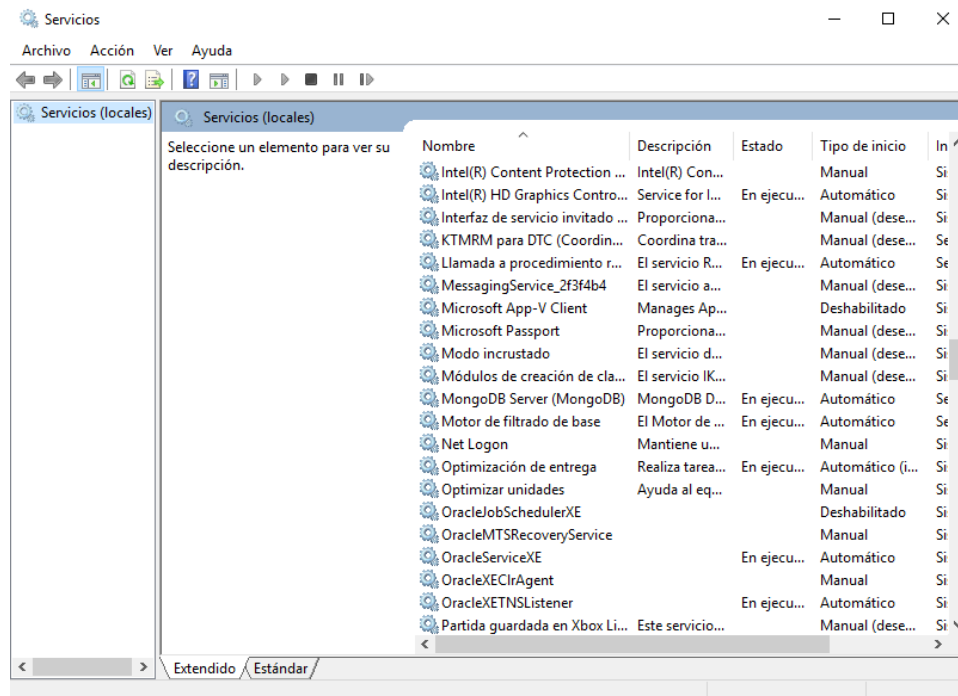 Servicios
Archivo Acción Ver Ayuda
Servicios (locales)
Servicios (locales)
Seleccione un elemento para ver su
descripción.
Nombre Descripción Estado Tipo de inicio In
Intel(R) Content Protection ... Intel(R) Con... Manual Si
Intel(R) HD Graphics Contro... Service for I... En ejecu... Automático Si
Interfaz de servicio invitado ... Proporciona... Manual (dese... Si
KTMRM para DTC (Coordin... Coordina tra... Manual (dese... Se
Llamada a procedimiento r... El servicio R... En ejecu... Automático Se
MessagingService_2f3f4b4 El servicio a... Manual (dese... Si
Microsoft App-V Client Manages Ap... Deshabilitado Si
Microsoft Passport Proporciona... Manual (dese... Si
Modo incrustado El servicio d... Manual (dese... Si
Módulos de creación de cla... El servicio IK... Manual (dese... Si
MongoDB Server (MongoDB) MongoDB D... En ejecu... Automático Se
Motor de filtrado de base El Motor de ... En ejecu... Automático Se
Net Logon Mantiene u... Manual Si
Optimización de entrega Realiza tarea... En ejecu... Automático (i... Si
Optimizar unidades Ayuda al eq... Manual Si
OracleJobSchedulerXE Deshabilitado Si
OracleMTSRecoveryService Manual Si
OracleServiceXE En ejecu... Automático Si
OracleXEClrAgent Manual Si
OracleXETNSListener En ejecu... Automático Si
Partida guardada en Xbox Li... Este servicio... Manual (dese... Si
Extendido Estándar